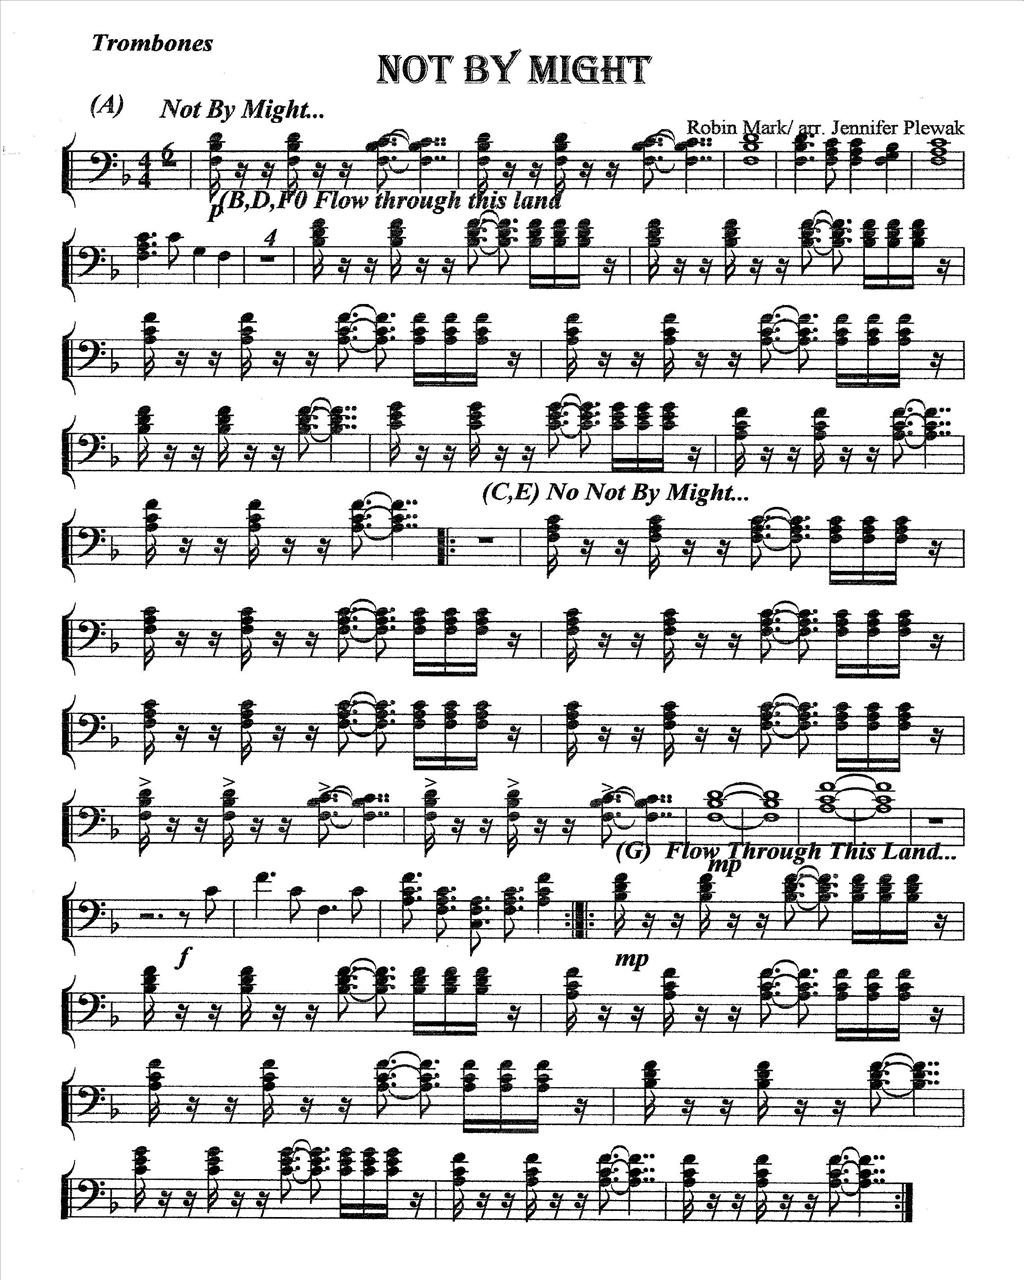 Trombones
NOT BY MIGHT
(A) Not By Might...
Robin Mark/ arr. Jennifer Plewak
4
4
6
p
(B,D,F0 Flow through this land
4
(C,E) No Not By Might...
(G) Flow Through This Land...
mp
f
mp